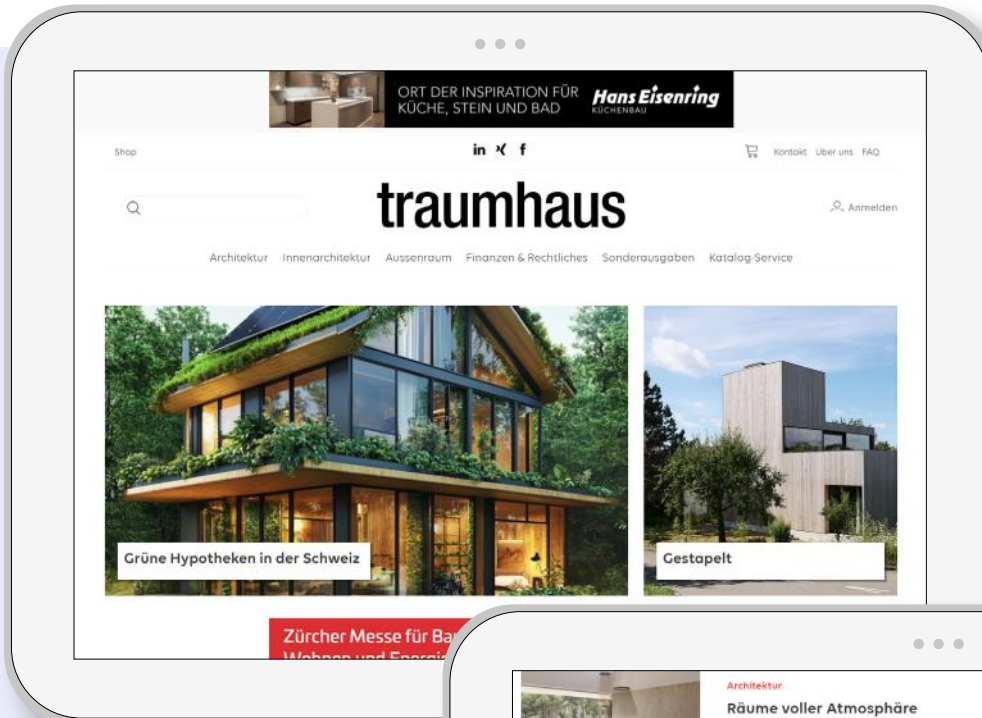 ORT DER INSPIRATION FÜR
KÜCHE, STEIN UND BAD
Hans Eisenring
KÜCHENBAU
Shop
in f
Kontakt Über uns FAQ
traumhaus
Anmelden
Architektur Innenarchitektur Aussenraum Finanzen & Rechtliches Sonderausgaben Katalog-Service
Grüne Hypotheken in der Schweiz
Gestapelt
Zürcher Messe für
Wohnen und
Architektur
Räume voller Atmosphäre